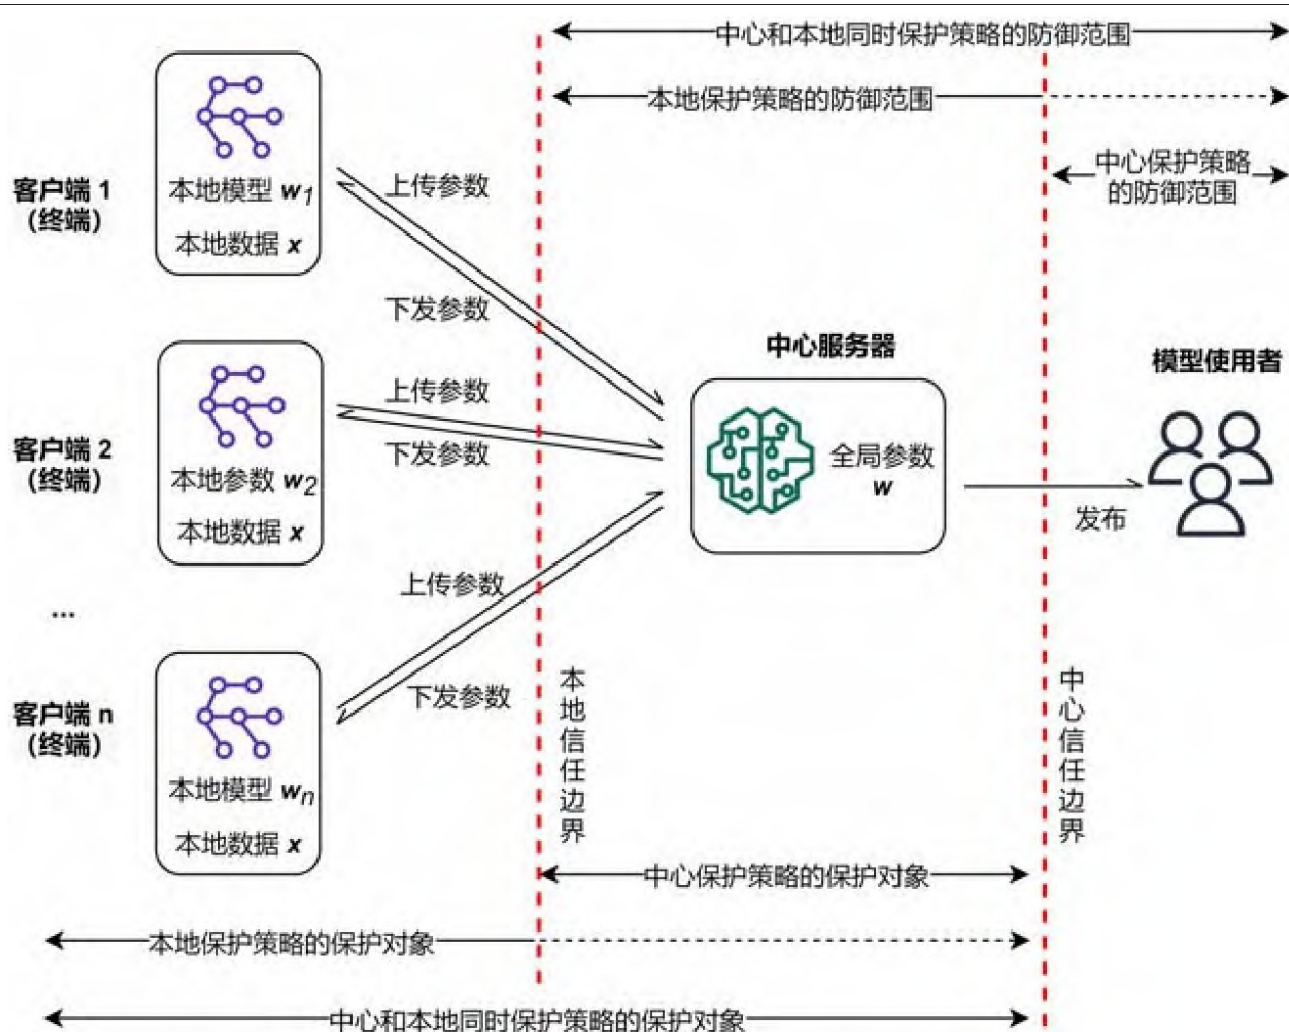 中心和本地同时保护策略的防御范围
本地保护策略的防御范围
中心保护策略
的防御范围
客户端 1
(终端)
本地模型 w1
本地数据 x
上传参数
下发参数
客户端 2
(终端)
本地参数 w2
本地数据 x
上传参数
下发参数
...
客户端 n
(终端)
本地模型 wn
本地数据 x
上传参数
下发参数
中心服务器
全局参数
w
发布
模型使用者
本地信任边界
中心信任边界
中心保护策略的保护对象
本地保护策略的保护对象
中心和本地同时保护策略的保护对象